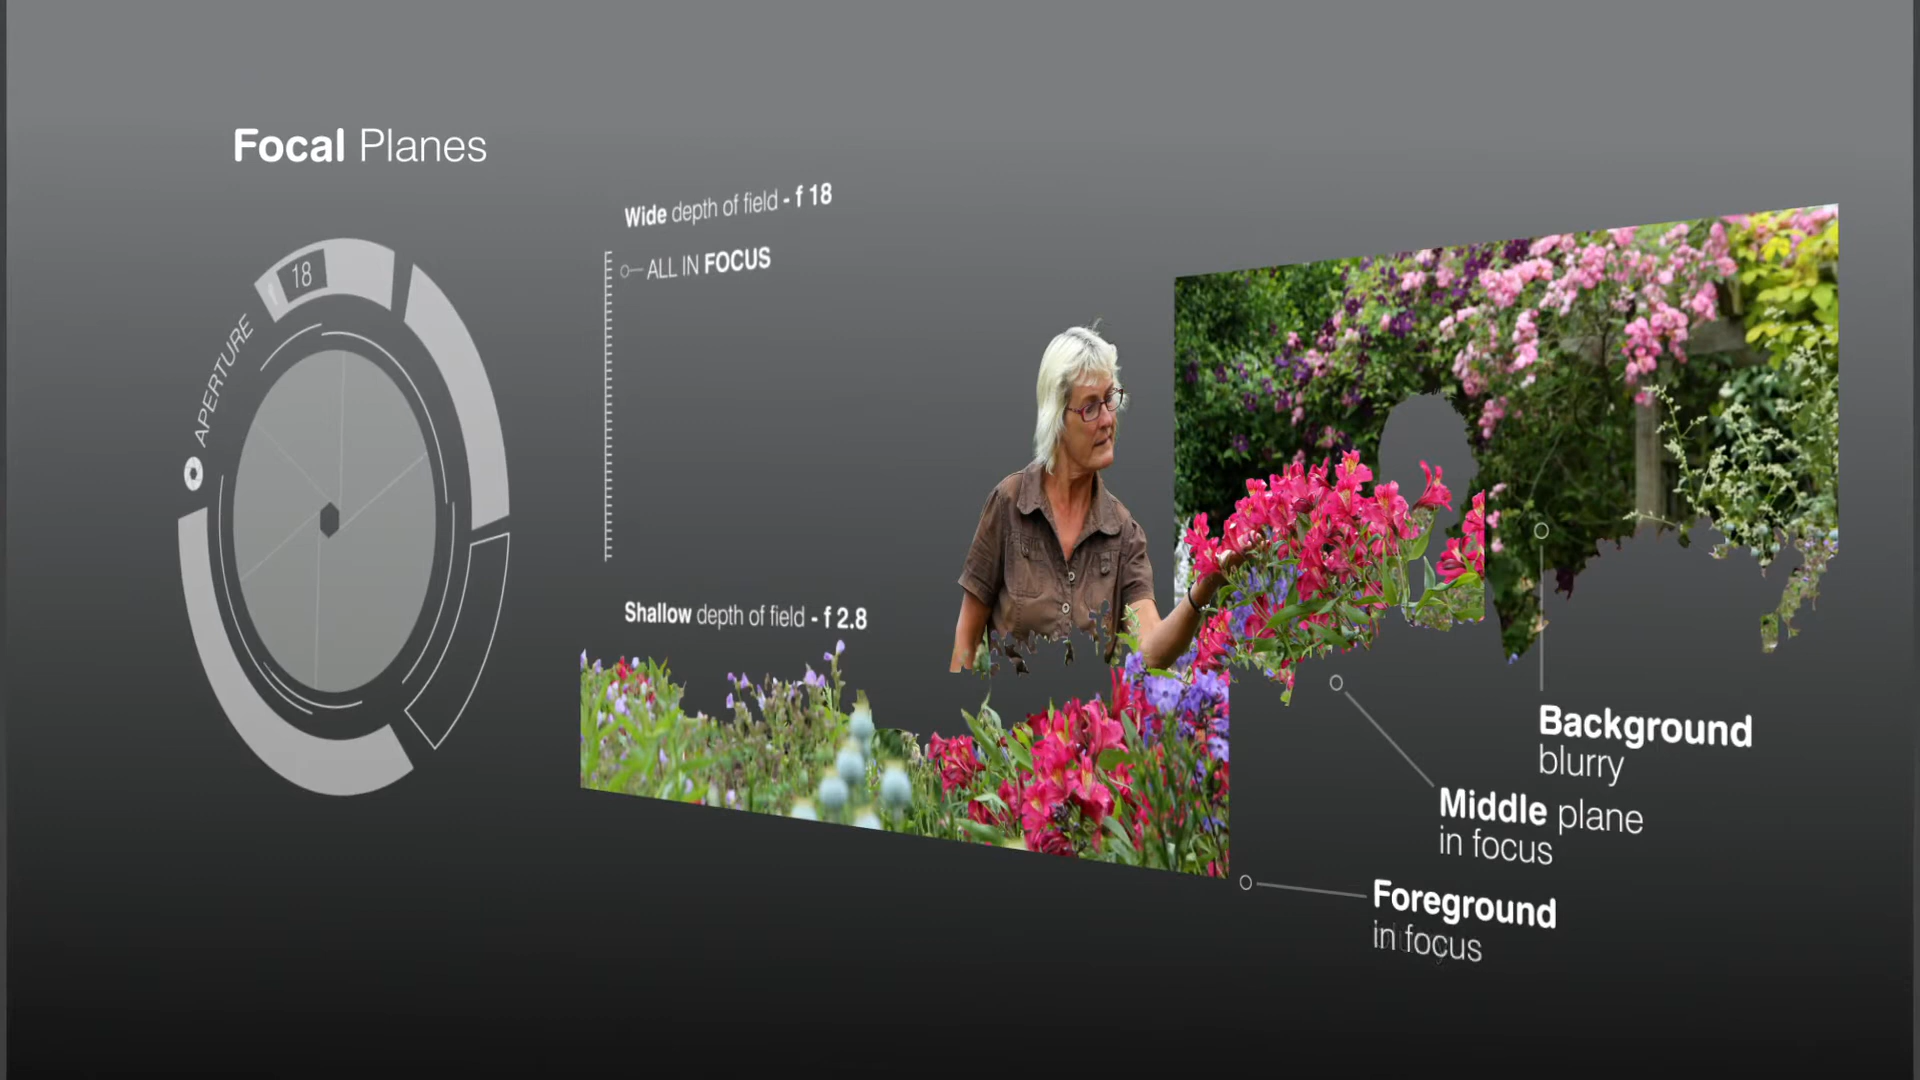 Focal Planes
f 18
APERTURE
Wide depth of field - f 18
ALL IN FOCUS
Shallow depth of field - f 2.8
Background
blurry
Middle plane
in focus
Foreground
in focus